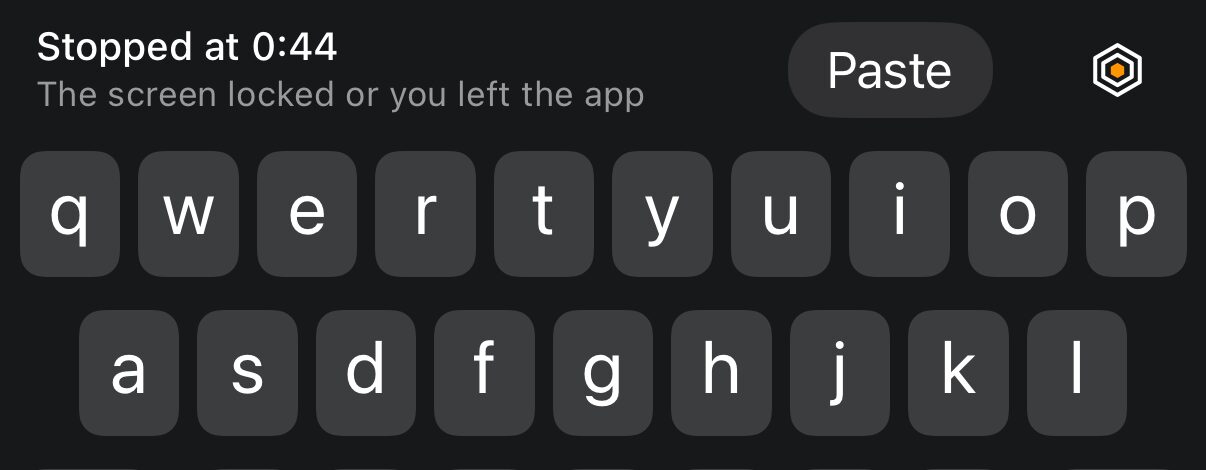 Stopped at 0:44
The screen locked or you left the app
Paste
q w e r t y u i o p
a s d f g h j k l